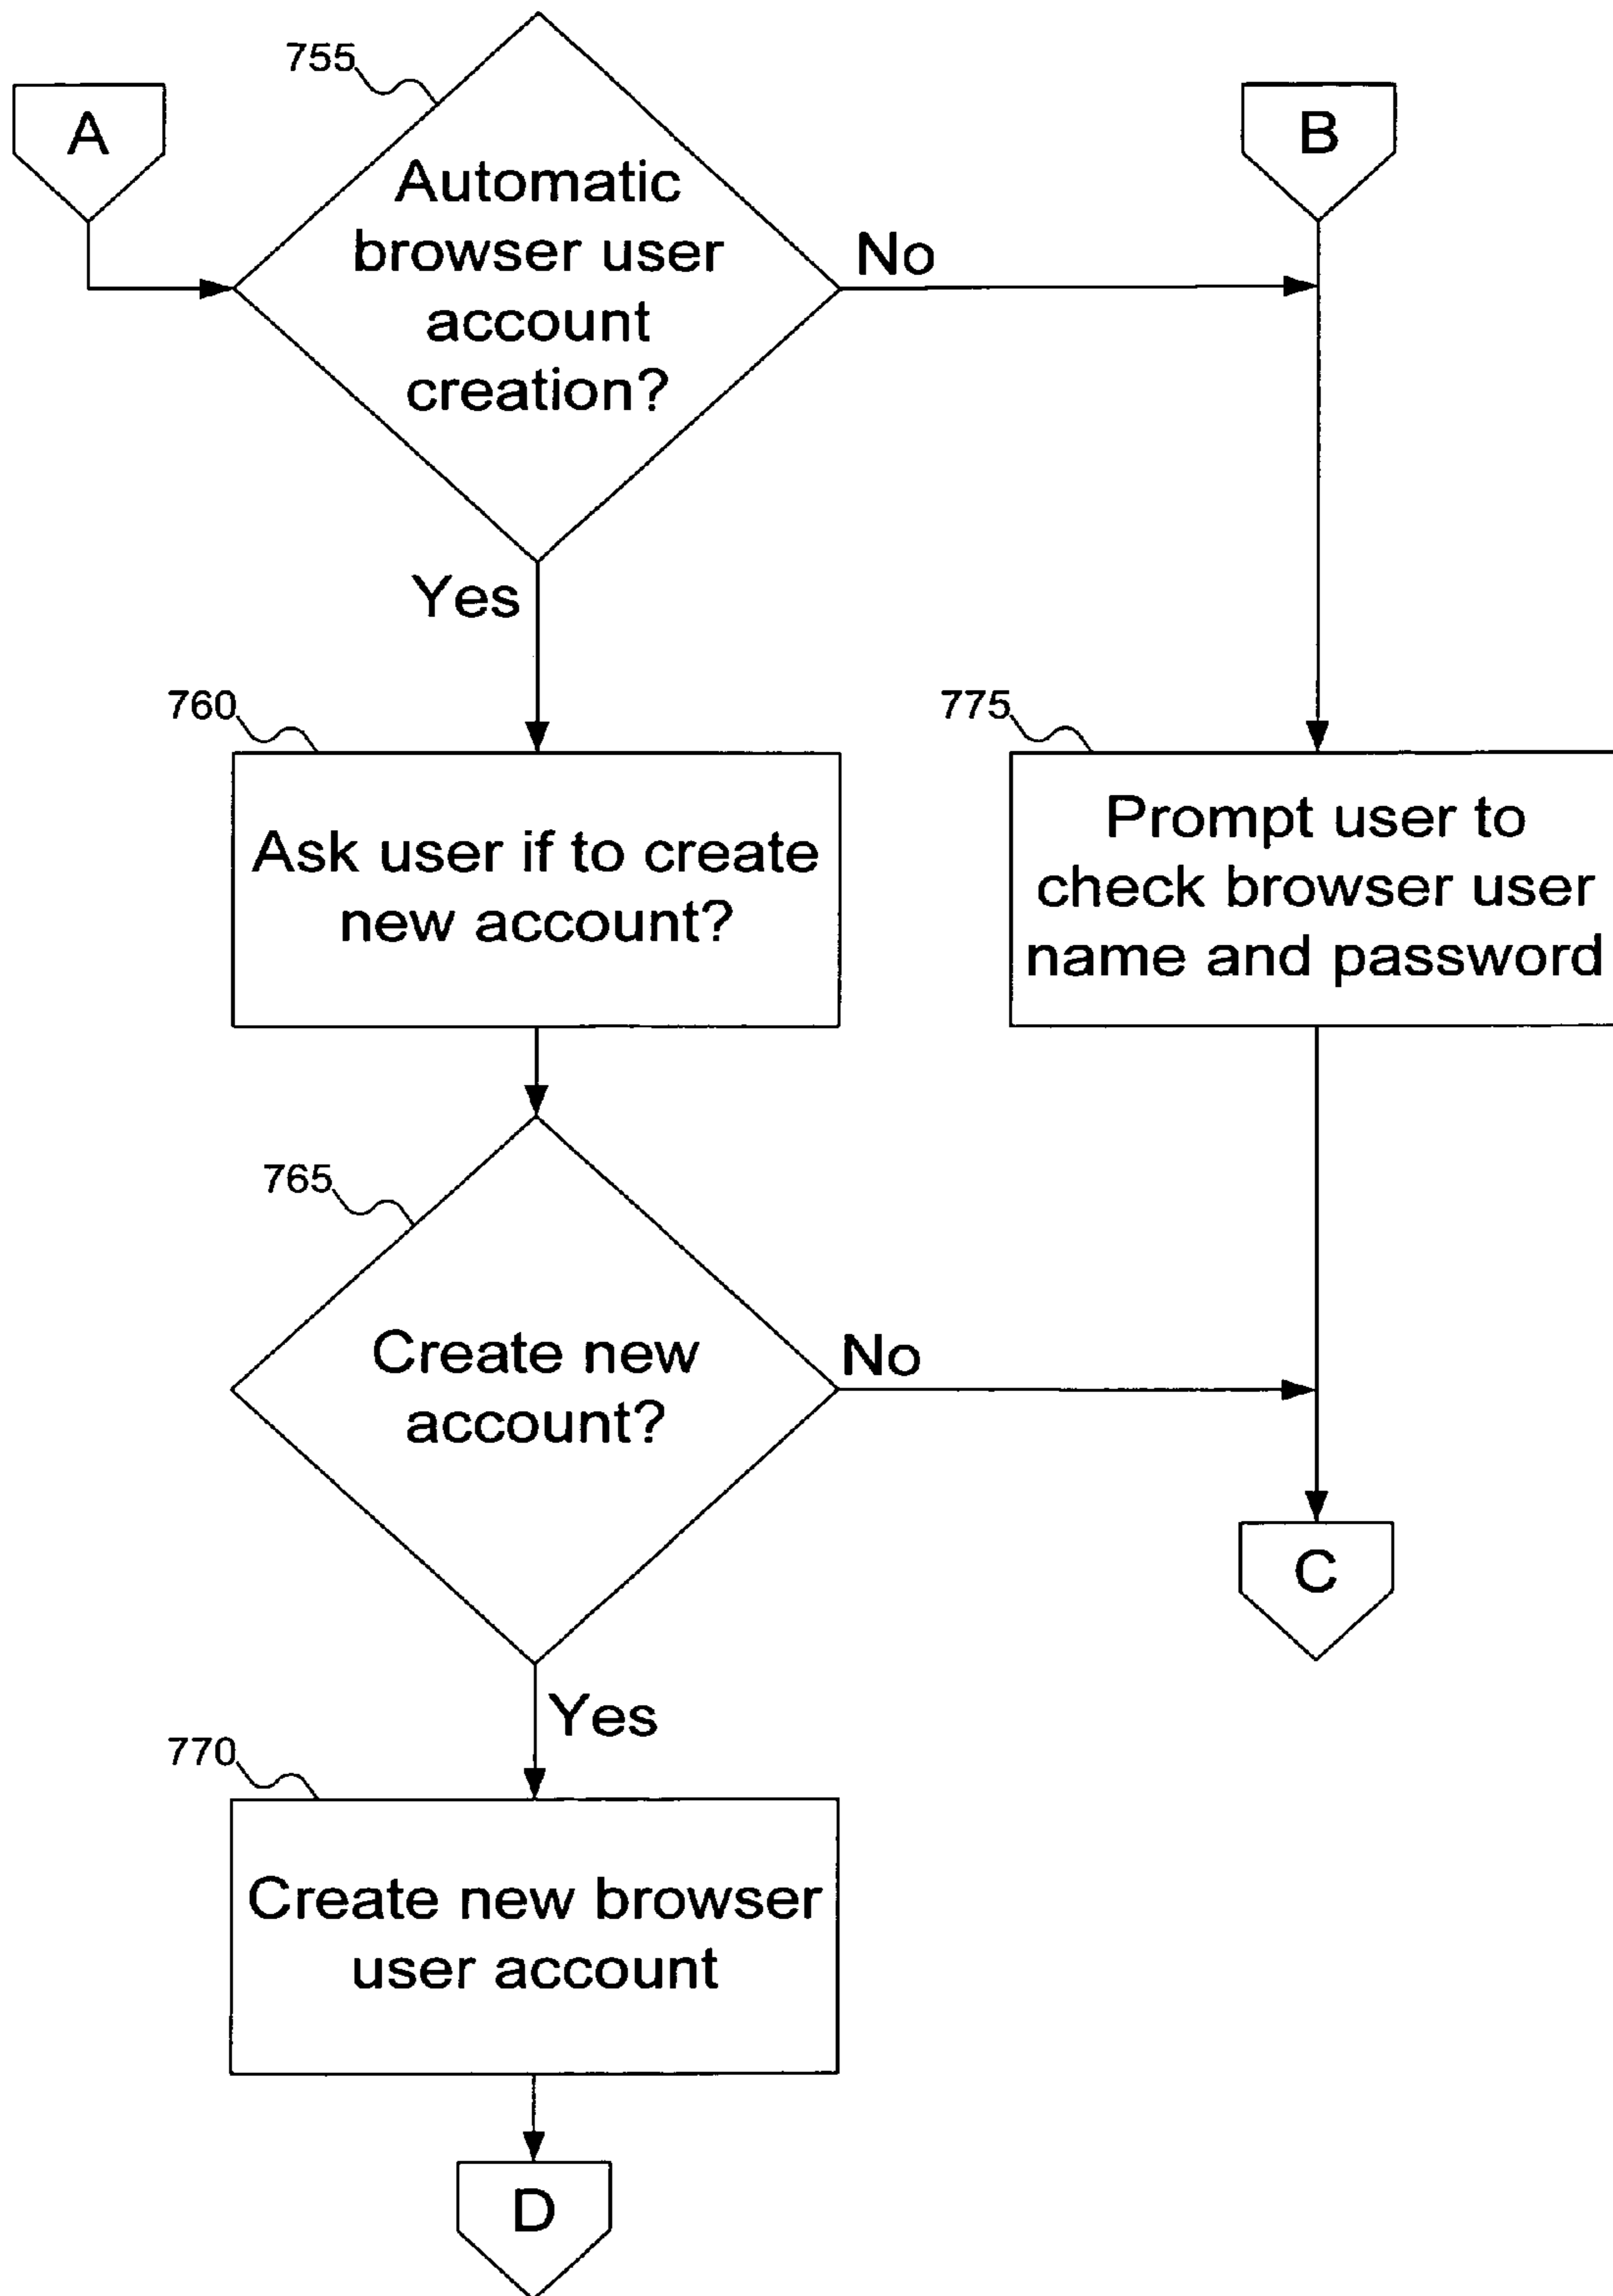 755
A
B
Automatic
browser user
account
creation?
No
Yes
760
775
Ask user if to create
new account?
Prompt user to
check browser user
name and password
765
Create new
account?
No
C
Yes
770
Create new browser
user account
D